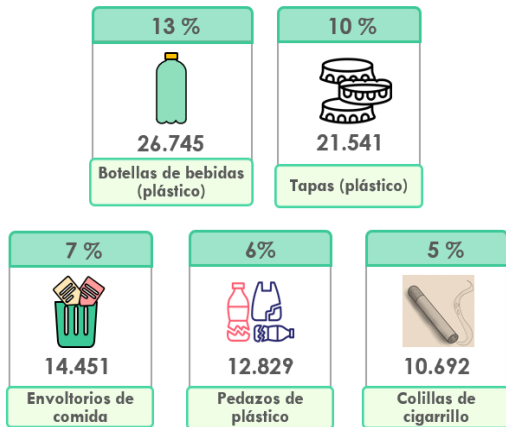 13 %
26.745
Botellas de bebidas
(plástico)
10 %
21.541
Tapas (plástico)
7 %
14.451
Envoltorios de
comida
6%
12.829
Pedazos de
plástico
5 %
10.692
Colillas de
cigarrillo